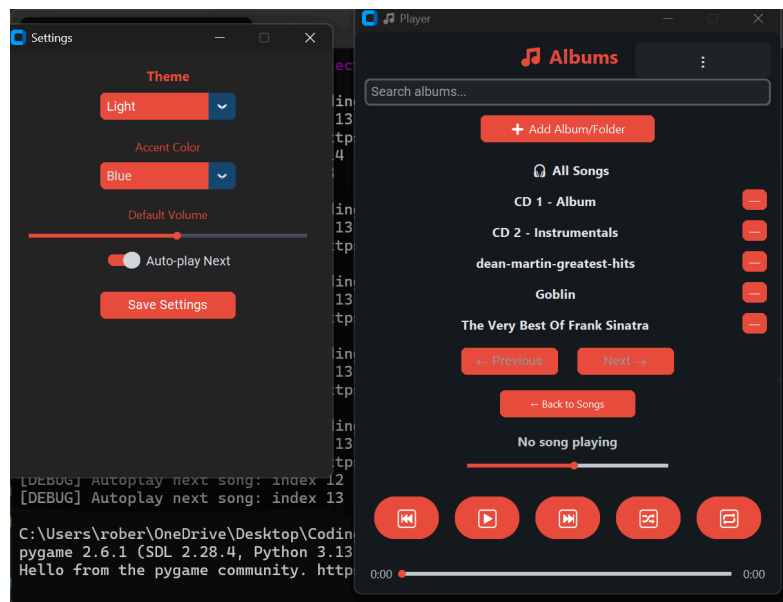 Settings
Theme
Light
Accent Color
Blue
Default Volume
Auto-play Next
Save Settings
Player
Albums
Search albums...
+ Add Album/Folder
All Songs
CD 1 - Album
CD 2 - Instrumentals
dean-martin-greatest-hits
Goblin
The Very Best Of Frank Sinatra
← Previous
Next →
← Back to Songs
No song playing
0:00
0:00
[DEBUG] Autoplay next song: index 12
[DEBUG] Autoplay next song: index 13
C:\Users\rober\OneDrive\Desktop\Coding
pygame 2.6.1 (SDL 2.28.4, Python 3.13
Hello from the pygame community. http